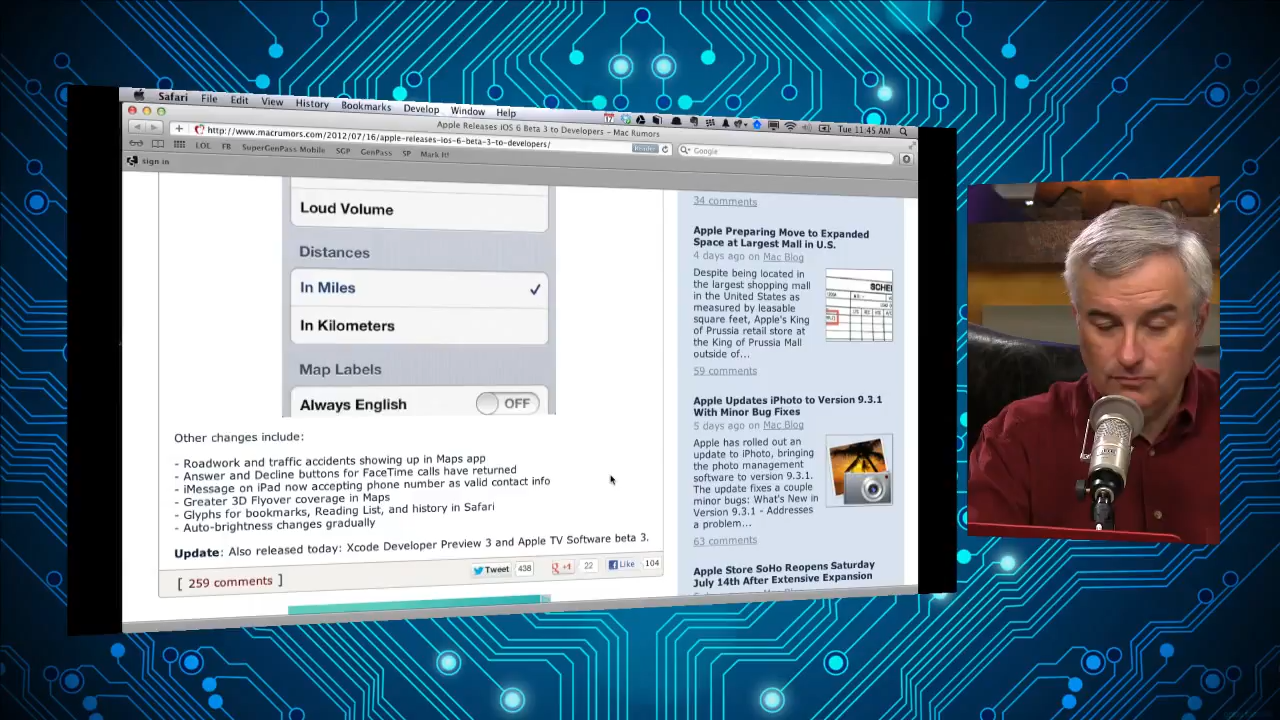 Safari File Edit View History Bookmarks Develop Window Help
Tue 11:45 AM
Apple Releases iOS 6 Beta 3 to Developers – Mac Rumors
http://www.macrumors.com/2012/07/16/apple-releases-ios-6-beta-3-to-developers/
Reader
Google
LOL FB SuperGenPass Mobile SGP GenPass SP Mark It!
sign in
Loud Volume
Distances
In Miles
In Kilometers
Map Labels
Always English OFF
Other changes include:
- Roadwork and traffic accidents showing up in Maps app
- Answer and Decline buttons for FaceTime calls have returned
- iMessage on iPad now accepting phone number as valid contact info
- Greater 3D Flyover coverage in Maps
- Glyphs for bookmarks, Reading List, and history in Safari
- Auto-brightness changes gradually
Update: Also released today: Xcode Developer Preview 3 and Apple TV Software beta 3.
[ 259 comments ]
Tweet 438 +1 22 Like 104
34 comments
Apple Preparing Move to Expanded
Space at Largest Mall in U.S.
4 days ago on Mac Blog
Despite being located in
the largest shopping mall
in the United States as
measured by leasable
square feet, Apple's King
of Prussia retail store at
the King of Prussia Mall
outside of...
59 comments
Apple Updates iPhoto to Version 9.3.1
With Minor Bug Fixes
5 days ago on Mac Blog
Apple has rolled out an
update to iPhoto, bringing
the photo management
software to version 9.3.1.
The update fixes a couple
minor bugs: What's New in
Version 9.3.1 - Addresses
a problem...
63 comments
Apple Store SoHo Reopens Saturday
July 14th After Extensive Expansion